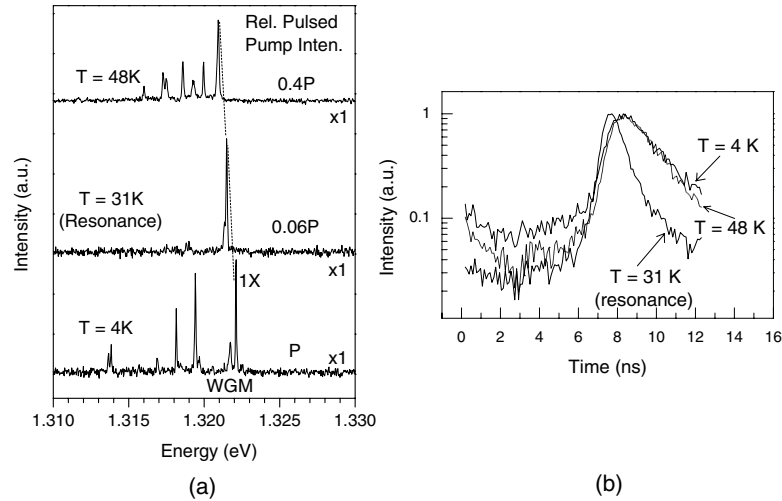 Rel. Pulsed
Pump Inten.
T = 48K
0.4P
x1
T = 31K
(Resonance)
0.06P
x1
1X
T = 4K
P
x1
WGM
Intensity (a.u.)
1.310
1.315
1.320
1.325
1.330
Energy (eV)
(a)
1
0.1
Intensity (a.u.)
T = 4 K
T = 48K
T = 31 K
(resonance)
0
2
4
6
8
10
12
14
16
Time (ns)
(b)